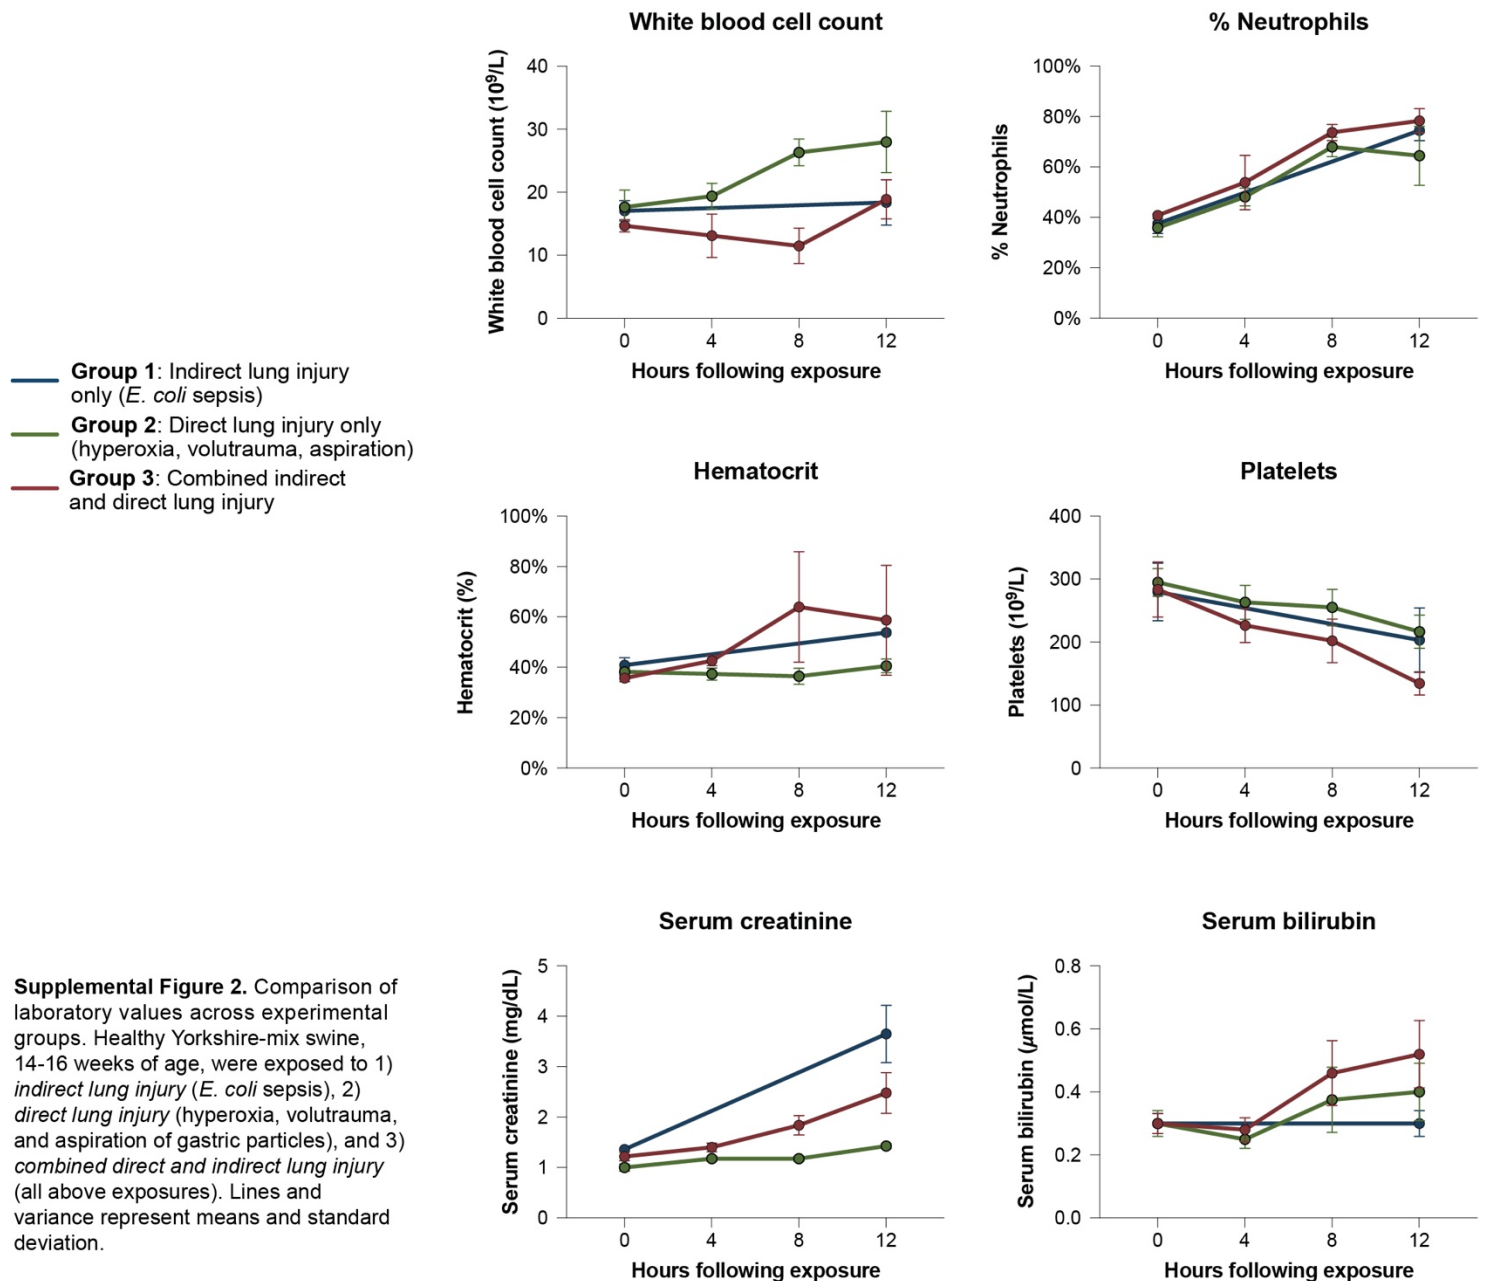 White blood cell count
White blood cell count (10⁹/L)
40
30
20
10
0
0 4 8 12
Hours following exposure
% Neutrophils
% Neutrophils
100%
80%
60%
40%
20%
0%
0 4 8 12
Hours following exposure
Group 1: Indirect lung injury
only (E. coli sepsis)
Group 2: Direct lung injury only
(hyperoxia, volutrauma, aspiration)
Group 3: Combined indirect
and direct lung injury
Hematocrit
Hematocrit (%)
100%
80%
60%
40%
20%
0%
0 4 8 12
Hours following exposure
Platelets
Platelets (10⁹/L)
400
300
200
100
0
0 4 8 12
Hours following exposure
Serum creatinine
Serum creatinine (mg/dL)
5
4
3
2
1
0
0 4 8 12
Hours following exposure
Serum bilirubin
Serum bilirubin (µmol/L)
0.8
0.6
0.4
0.2
0.0
0 4 8 12
Hours following exposure
Supplemental Figure 2. Comparison of
laboratory values across experimental
groups. Healthy Yorkshire-mix swine,
14-16 weeks of age, were exposed to 1)
indirect lung injury (E. coli sepsis), 2)
direct lung injury (hyperoxia, volutrauma,
and aspiration of gastric particles), and 3)
combined direct and indirect lung injury
(all above exposures). Lines and
variance represent means and standard
deviation.